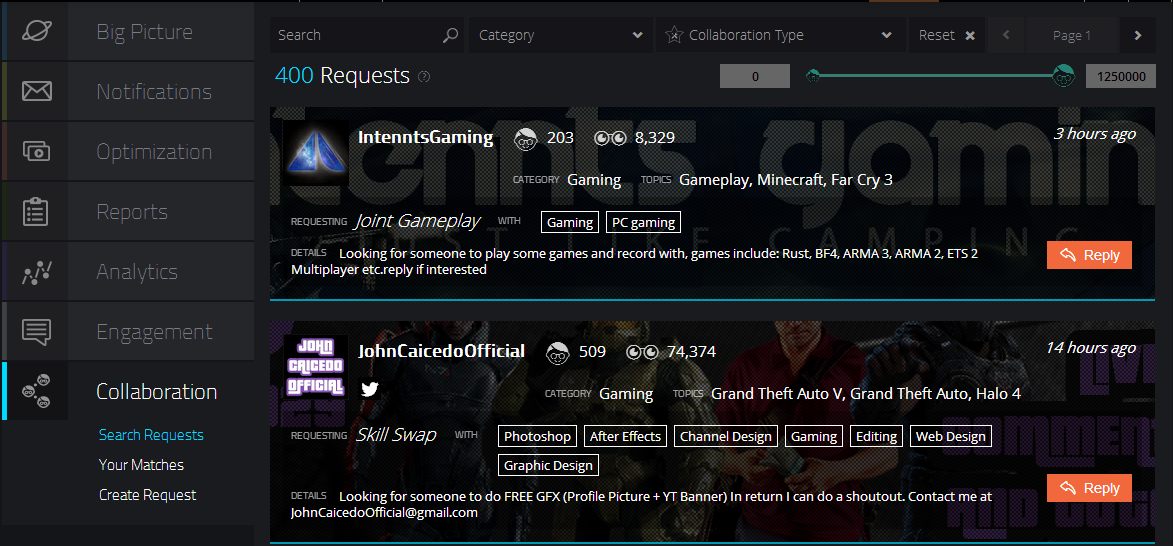 Big Picture
Notifications
Optimization
Reports
Analytics
Engagement
Collaboration
Search Requests
Your Matches
Create Request
Search
Category
Collaboration Type
Reset
Page 1
400 Requests
0
1250000
IntenntsGaming 203 8,329
3 hours ago
CATEGORY Gaming TOPICS Gameplay, Minecraft, Far Cry 3
REQUESTING Joint Gameplay WITH Gaming PC gaming
DETAILS Looking for someone to play some games and record with, games include: Rust, BF4, ARMA 3, ARMA 2, ETS 2
Multiplayer etc.reply if interested
Reply
JOHN
CAICEDO
OFFICIAL
JohnCaicedoOfficial 509 74,374
14 hours ago
CATEGORY Gaming TOPICS Grand Theft Auto V, Grand Theft Auto, Halo 4
REQUESTING Skill Swap WITH Photoshop After Effects Channel Design Gaming Editing Web Design
Graphic Design
DETAILS Looking for someone to do FREE GFX (Profile Picture + YT Banner) In return I can do a shoutout. Contact me at
JohnCaicedoOfficial@gmail.com
Reply